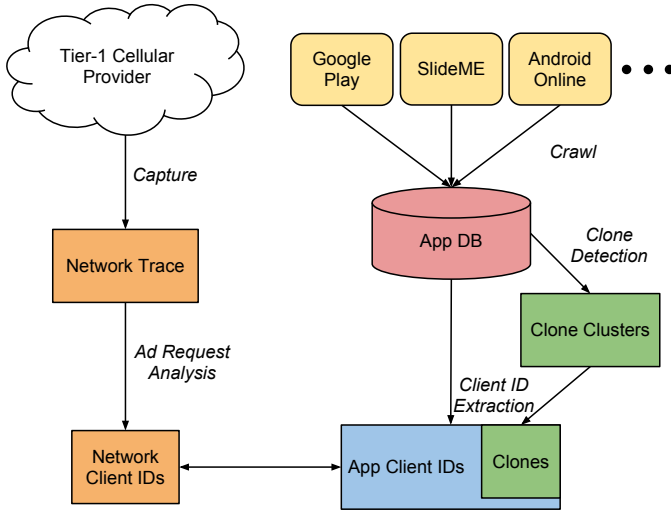 Tier-1 Cellular
Provider
Google
Play
SlideME
Android
Online
Capture
Crawl
Network Trace
App DB
Clone
Detection
Clone Clusters
Ad Request
Analysis
Client ID
Extraction
Network
Client IDs
App Client IDs
Clones